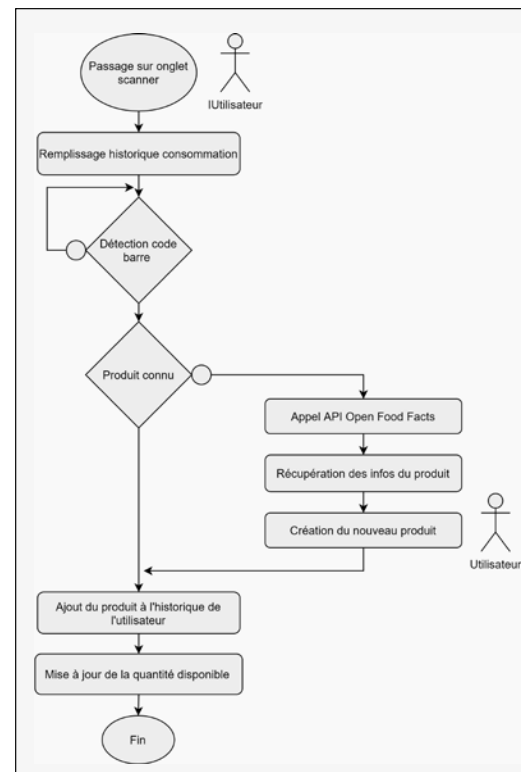 Passage sur onglet
scanner
IUtilisateur
Remplissage historique consommation
Détection code
barre
Produit connu
Appel API Open Food Facts
Récupération des infos du produit
Création du nouveau produit
Utilisateur
Ajout du produit à l'historique de
l'utilisateur
Mise à jour de la quantité disponible
Fin